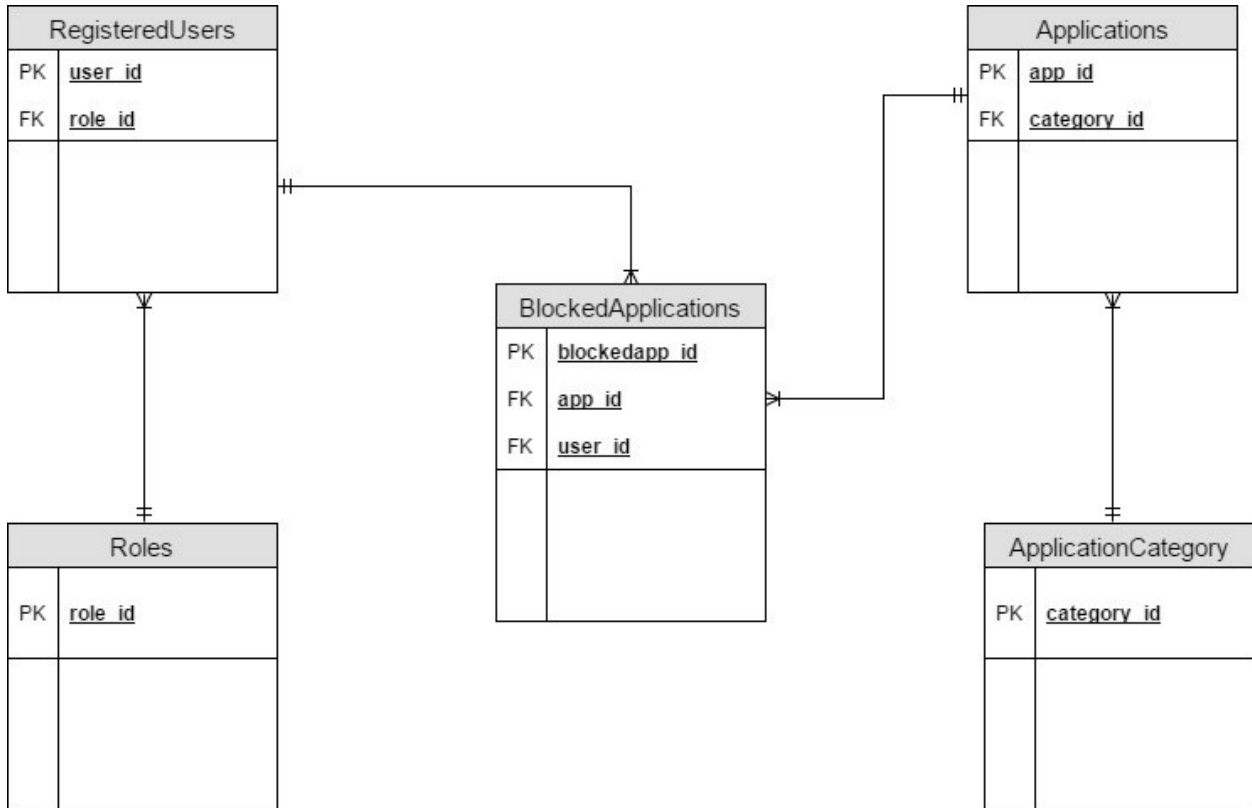 RegisteredUsers
PK user_id
FK role_id
Applications
PK app_id
FK category_id
BlockedApplications
PK blockedapp_id
FK app_id
FK user_id
Roles
PK role_id
ApplicationCategory
PK category_id